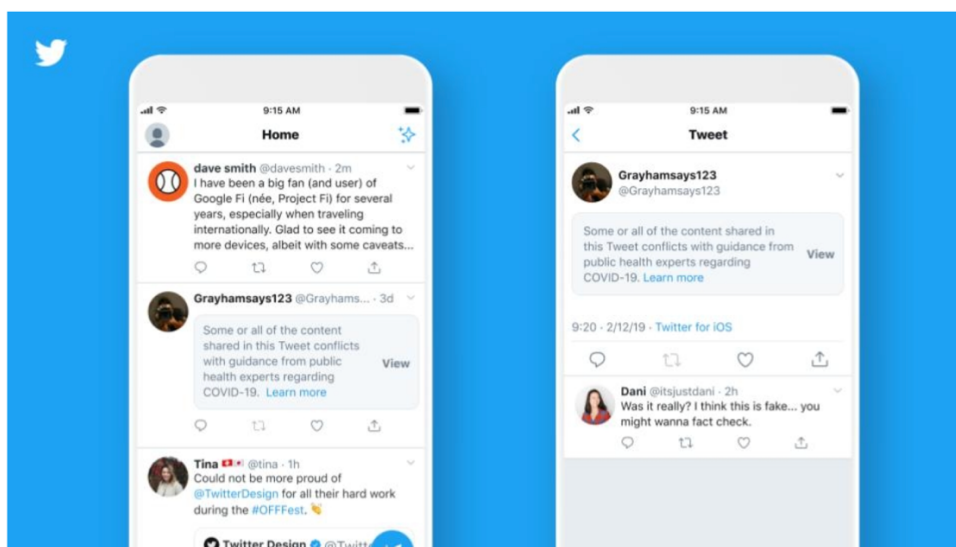 9:15 AM
Home
dave smith @davesmith · 2m
I have been a big fan (and user) of
Google Fi (née, Project Fi) for several
years, especially when traveling
internationally. Glad to see it coming to
more devices, albeit with some caveats...
Grayhamsays123 @Grayhams... · 3d
Some or all of the content
shared in this Tweet conflicts
with guidance from public
health experts regarding
COVID-19. Learn more
View
Tina 🇭🇰🇰🇷 @tina · 1h
Could not be more proud of
@TwitterDesign for all their hard work
during the #OFFFest. 👏
Twitter Design @Twitt
9:15 AM
Tweet
Grayhamsays123
@Grayhamsays123
Some or all of the content shared in
this Tweet conflicts with guidance from
public health experts regarding
COVID-19. Learn more
View
9:20 · 2/12/19 · Twitter for iOS
Dani @itsjustdani · 2h
Was it really? I think this is fake... you
might wanna fact check.